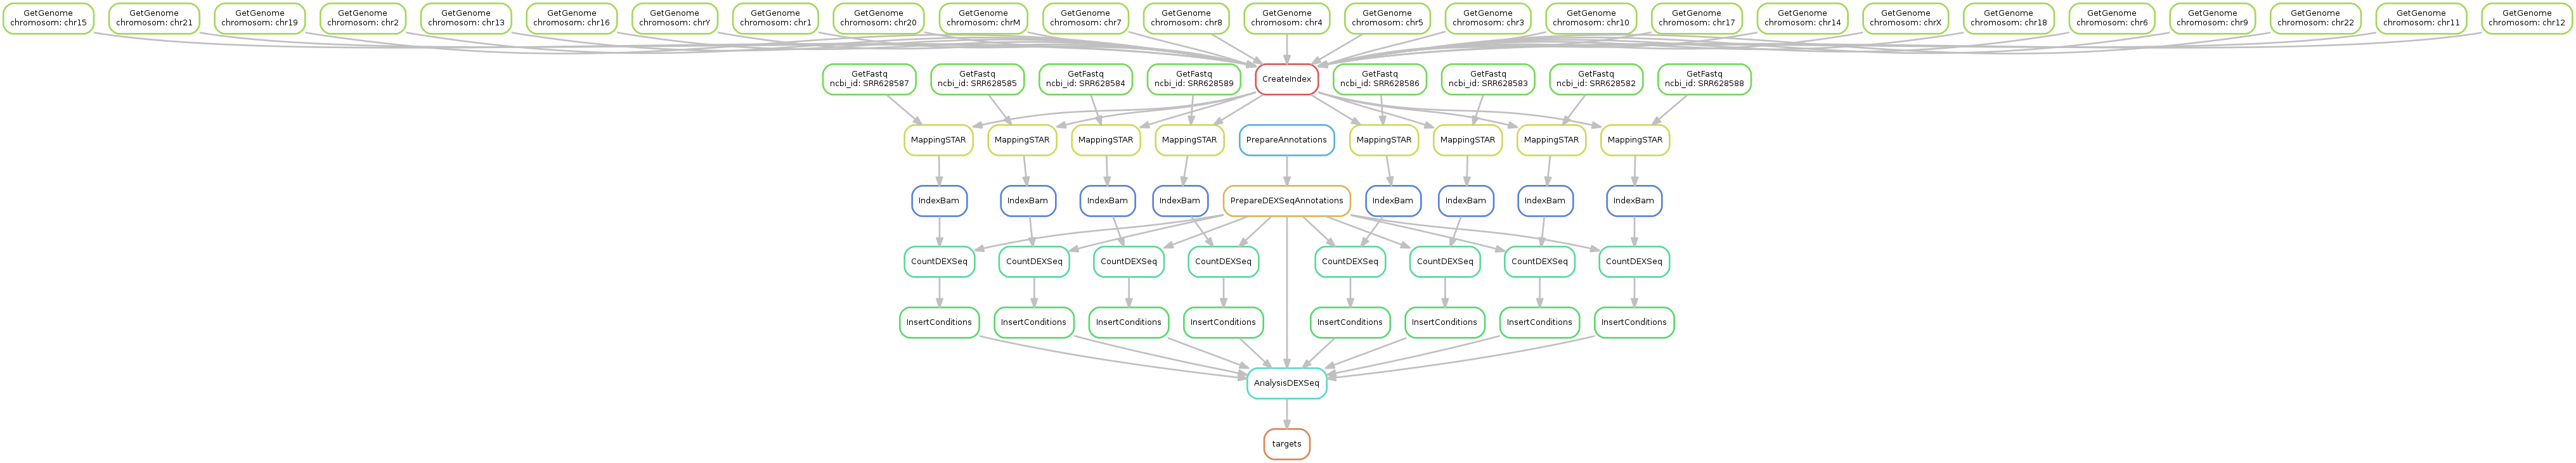 GetGenome
chromosom: chr15
GetGenome
chromosom: chr21
GetGenome
chromosom: chr19
GetGenome
chromosom: chr2
GetGenome
chromosom: chr13
GetGenome
chromosom: chr16
GetGenome
chromosom: chrY
GetGenome
chromosom: chr1
GetGenome
chromosom: chr20
GetGenome
chromosom: chrM
GetGenome
chromosom: chr7
GetGenome
chromosom: chr8
GetGenome
chromosom: chr4
GetGenome
chromosom: chr5
GetGenome
chromosom: chr3
GetGenome
chromosom: chr10
GetGenome
chromosom: chr17
GetGenome
chromosom: chr14
GetGenome
chromosom: chrX
GetGenome
chromosom: chr18
GetGenome
chromosom: chr6
GetGenome
chromosom: chr9
GetGenome
chromosom: chr22
GetGenome
chromosom: chr11
GetGenome
chromosom: chr12
GetFastq
ncbi_id: SRR628587
GetFastq
ncbi_id: SRR628585
GetFastq
ncbi_id: SRR628584
GetFastq
ncbi_id: SRR628589
CreateIndex
GetFastq
ncbi_id: SRR628586
GetFastq
ncbi_id: SRR628583
GetFastq
ncbi_id: SRR628582
GetFastq
ncbi_id: SRR628588
MappingSTAR
MappingSTAR
MappingSTAR
MappingSTAR
PrepareAnnotations
MappingSTAR
MappingSTAR
MappingSTAR
MappingSTAR
IndexBam
IndexBam
IndexBam
IndexBam
PrepareDEXSeqAnnotations
IndexBam
IndexBam
IndexBam
IndexBam
CountDEXSeq
CountDEXSeq
CountDEXSeq
CountDEXSeq
CountDEXSeq
CountDEXSeq
CountDEXSeq
CountDEXSeq
InsertConditions
InsertConditions
InsertConditions
InsertConditions
InsertConditions
InsertConditions
InsertConditions
InsertConditions
AnalysisDEXSeq
targets